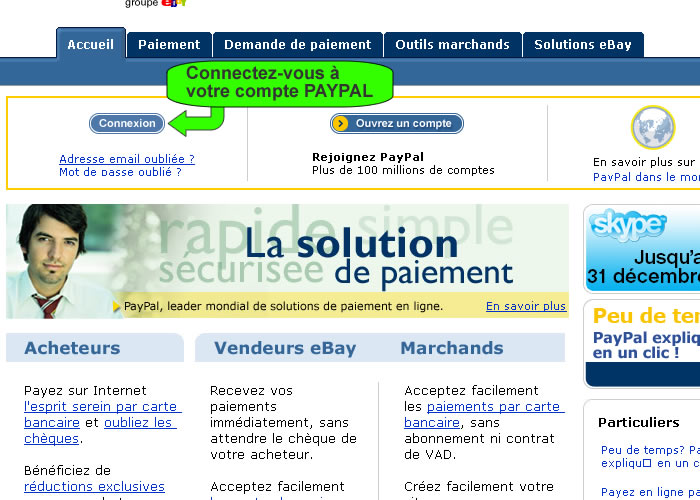 groupe
Accueil
Paiement
Demande de paiement
Outils marchands
Solutions eBay
Connectez-vous à
votre compte PAYPAL
Connexion
Adresse email oubliée ?
Mot de passe oublié ?
Ouvrez un compte
Rejoignez PayPal
Plus de 100 millions de comptes
En savoir plus sur
PayPal dans le mo
rapide simple
La solution
sécurisée de paiement
PayPal, leader mondial de solutions de paiement en ligne.
En savoir plus
skype
Jusqu'a
31 décembre
Peu de
PayPal
en un clic !
Acheteurs
Payez sur Internet
l'esprit serein par carte
bancaire et oubliez les
chèques.
Bénéficiez de
réductions exclusives
Vendeurs eBay
Recevez vos
paiements
immédiatement, sans
attendre le chèque de
votre acheteur.
Acceptez facilement
Marchands
Acceptez facilement
les paiements par carte
bancaire, sans
abonnement ni contrat
de VAD.
Créez facilement votre
Particuliers
Peu de temps? Pa
expliqu□ en un c
Payez en ligne po